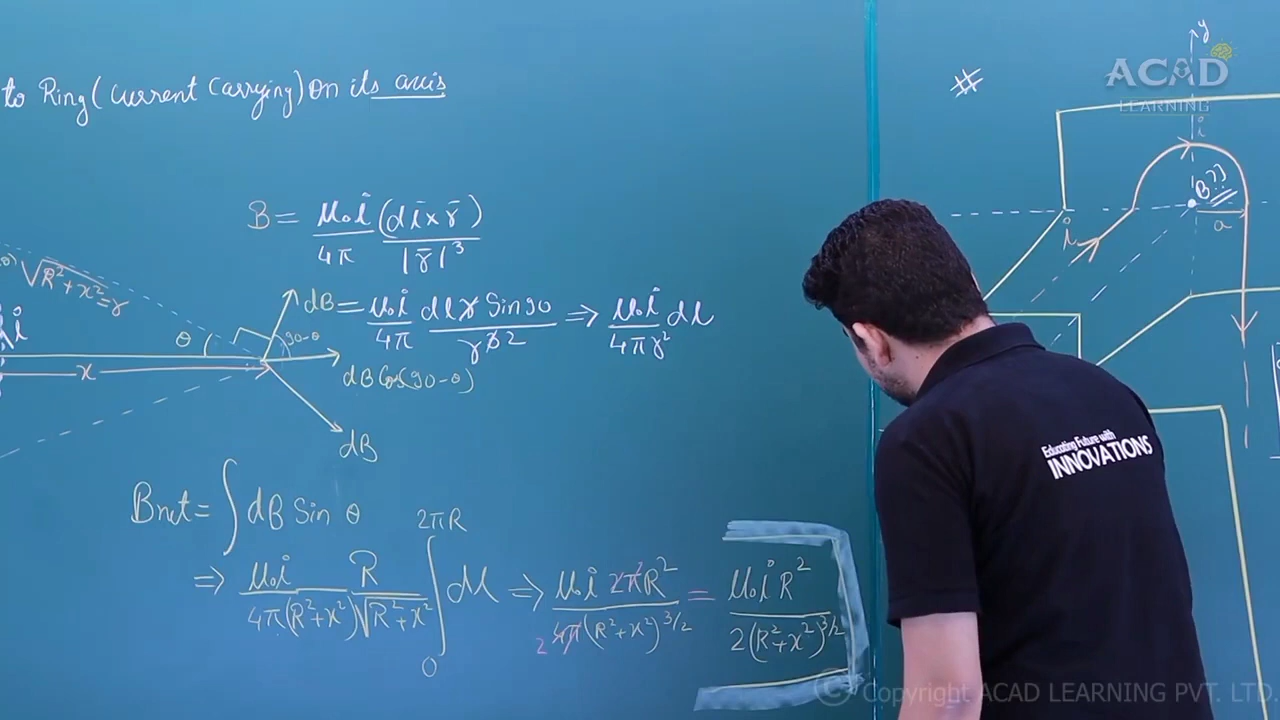 to Ring (Current Carrying) On its axis
B = μ₀i/4π (dl̄ × r̄)/|r̄|³
√R²+x² = r
dB = μ₀i/4π dl r Sin90/r³ 2 ⇒ μ₀i/4πr² dl
θ
90-θ
i
x
dB Cos(90-θ)
dB
Bnet = ∫ dB Sin θ
⇒ μ₀i/4π(R²+x²) R/√R²+x² ∫₀^2πR dl ⇒ μ₀i 2πR²/4π(R²+x²)^3/2 = μ₀iR²/2(R²+x²)^3/2
2
#
y
i
B??
a
i
ACAD
LEARNING
Educating Future with
INNOVATIONS
© Copyright ACAD LEARNING PVT. LTD.